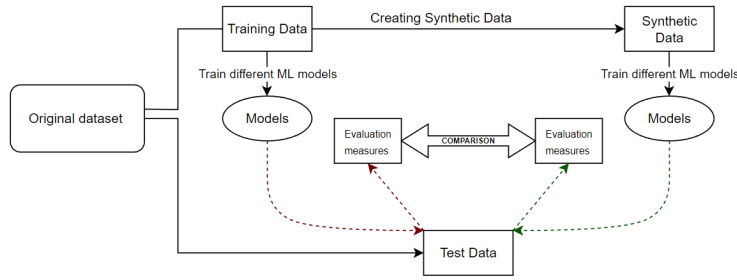 Creating Synthetic Data
Training Data
Synthetic
Data
Train different ML models
Train different ML models
Original dataset
Models
Models
Evaluation
measures
COMPARISON
Evaluation
measures
Test Data